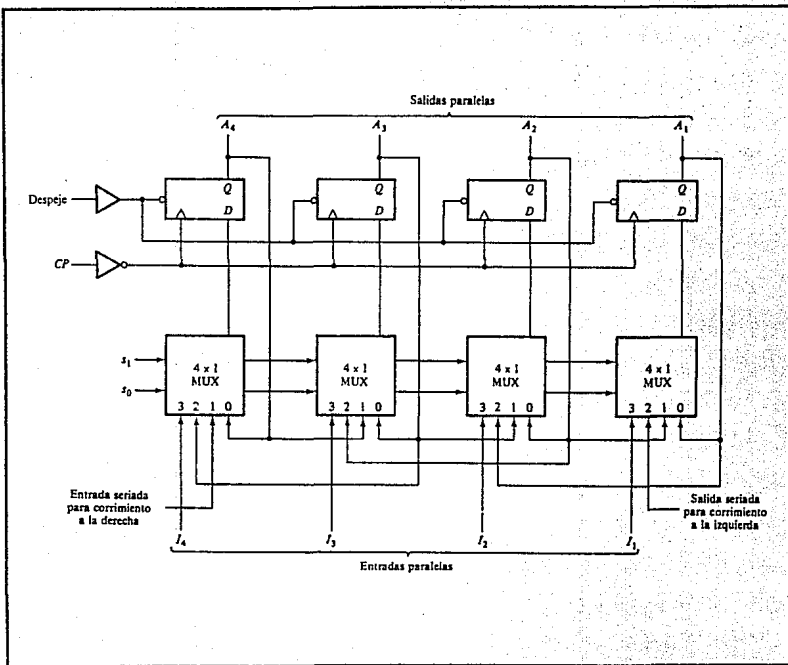 Salidas paralelas
A4 A3 A2 A1
Q Q Q Q
Despeje
D D D D
CP
s1
s0
4 x 1 4 x 1 4 x 1 4 x 1
MUX MUX MUX MUX
3 2 1 0 3 2 1 0 3 2 1 0 3 2 1 0
Entrada seriada
para corrimiento
a la derecha
Salida seriada
para corrimiento
a la izquierda
I4 I3 I2 I1
Entradas paralelas